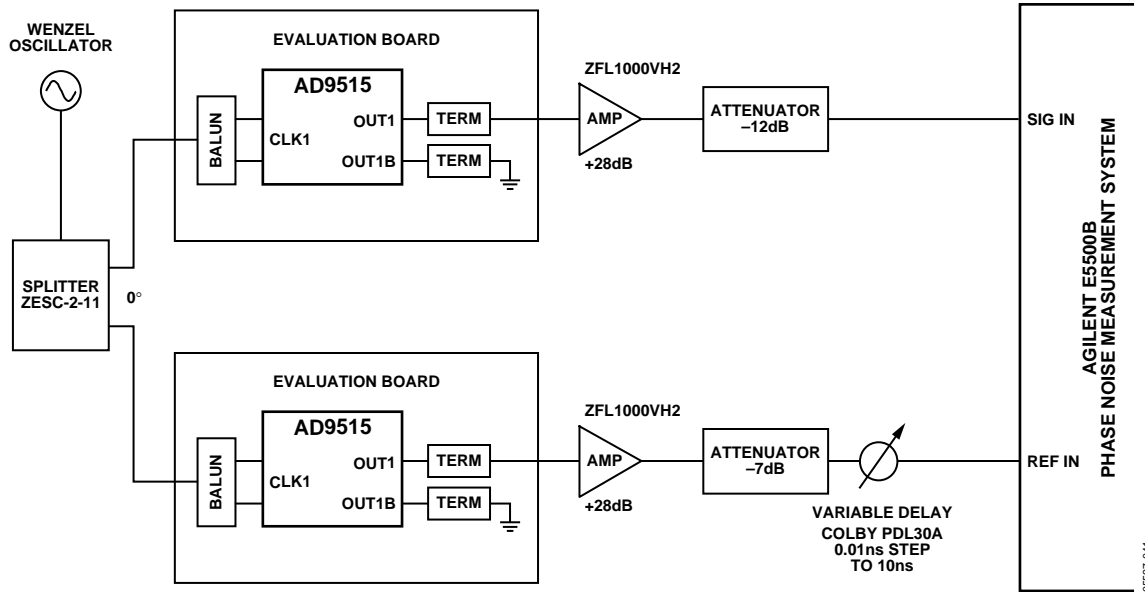 WENZEL
OSCILLATOR
SPLITTER
ZESC-2-11
0°
EVALUATION BOARD
BALUN
AD9515
CLK1
OUT1
OUT1B
TERM
TERM
ZFL1000VH2
AMP
+28dB
ATTENUATOR
–12dB
SIG IN
EVALUATION BOARD
BALUN
AD9515
CLK1
OUT1
OUT1B
TERM
TERM
ZFL1000VH2
AMP
+28dB
ATTENUATOR
–7dB
VARIABLE DELAY
COLBY PDL30A
0.01ns STEP
TO 10ns
REF IN
AGILENT E5500B
PHASE NOISE MEASUREMENT SYSTEM